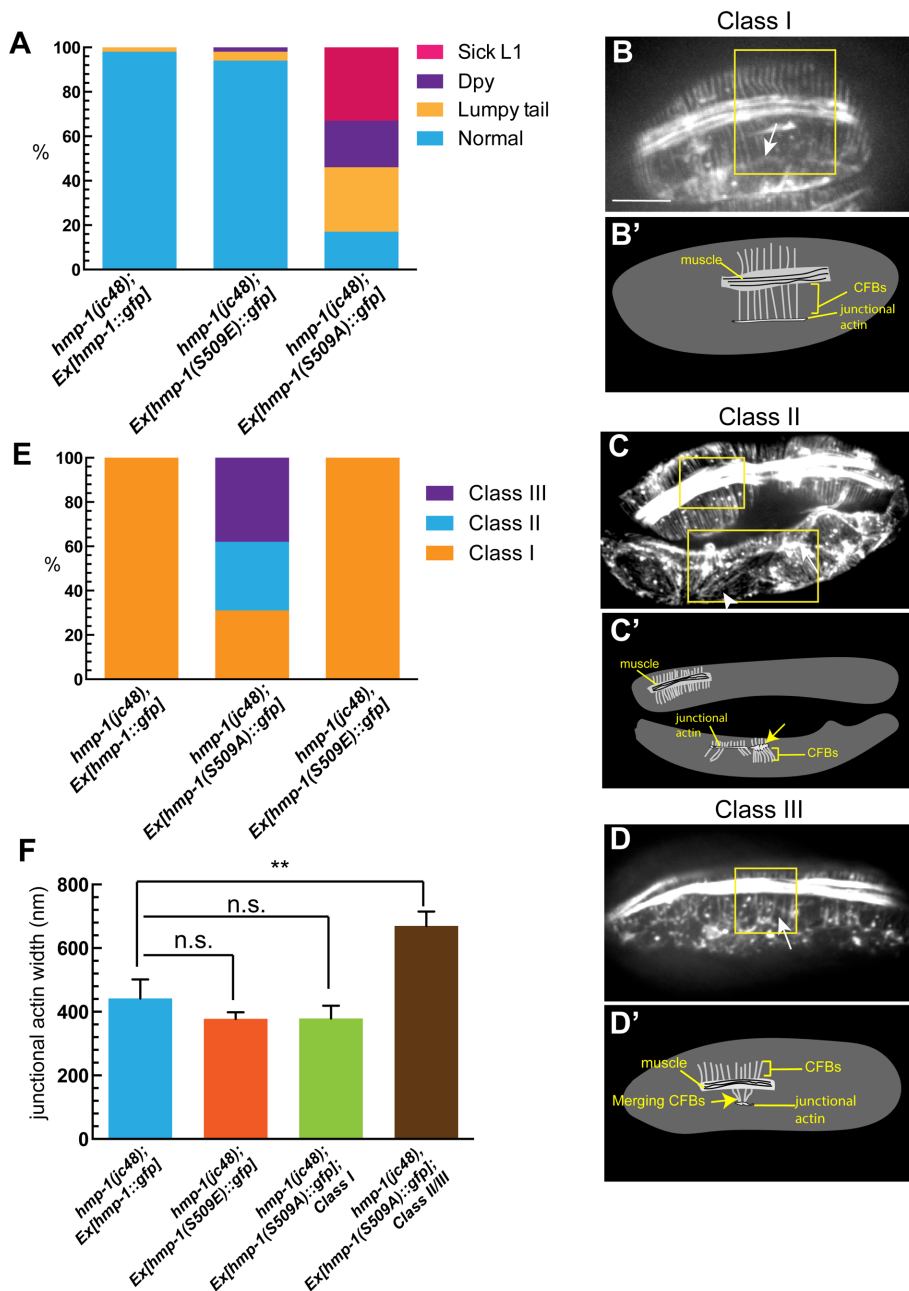 A
100
80
60
40
20
0
%
Sick L1
Dpy
Lumpy tail
Normal
hmp-1(jc48);
Ex[hmp-1::gfp]
hmp-1(jc48);
Ex[hmp-1(S509E)::gfp]
hmp-1(jc48);
Ex[hmp-1(S509A)::gfp]
Class I
B
B'
muscle
CFBs
junctional
actin
E
100
80
60
40
20
0
%
Class III
Class II
Class I
hmp-1(jc48),
Ex[hmp-1::gfp]
hmp-1(jc48);
Ex[hmp-1(S509A)::gfp]
hmp-1(jc48),
Ex[hmp-1(S509E)::gfp]
Class II
C
C'
muscle
junctional
actin
CFBs
F
junctional actin width (nm)
800
600
400
200
0
**
n.s.
n.s.
hmp-1(jc48);
Ex[hmp-1::gfp]
hmp-1(jc48);
Ex[hmp-1(S509E)::gfp]
hmp-1(jc48);
Ex[hmp-1(S509A)::gfp];
Class I
hmp-1(jc48),
Ex[hmp-1(S509A)::gfp];
Class II/III
Class III
D
D'
muscle
CFBs
Merging CFBs
junctional
actin